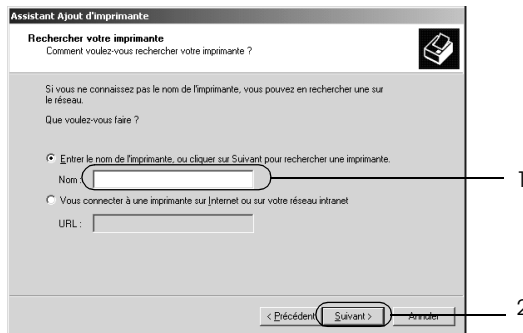 Assistant Ajout d'imprimante
Rechercher votre imprimante
Comment voulez-vous rechercher votre imprimante ?
Si vous ne connaissez pas le nom de l'imprimante, vous pouvez en rechercher une sur
le réseau.
Que voulez-vous faire ?
Entrer le nom de l'imprimante, ou cliquer sur Suivant pour rechercher une imprimante.
Nom :
1
Vous connecter à une imprimante sur Internet ou sur votre réseau intranet
URL :
< Précédent Suivant > Annuler
2